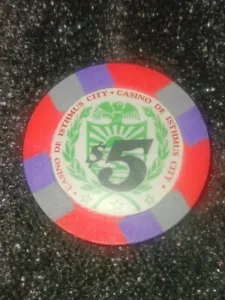 CASINO DE ISTHMUS CITY • CASINO DE ISTHMUS CITY •
$5